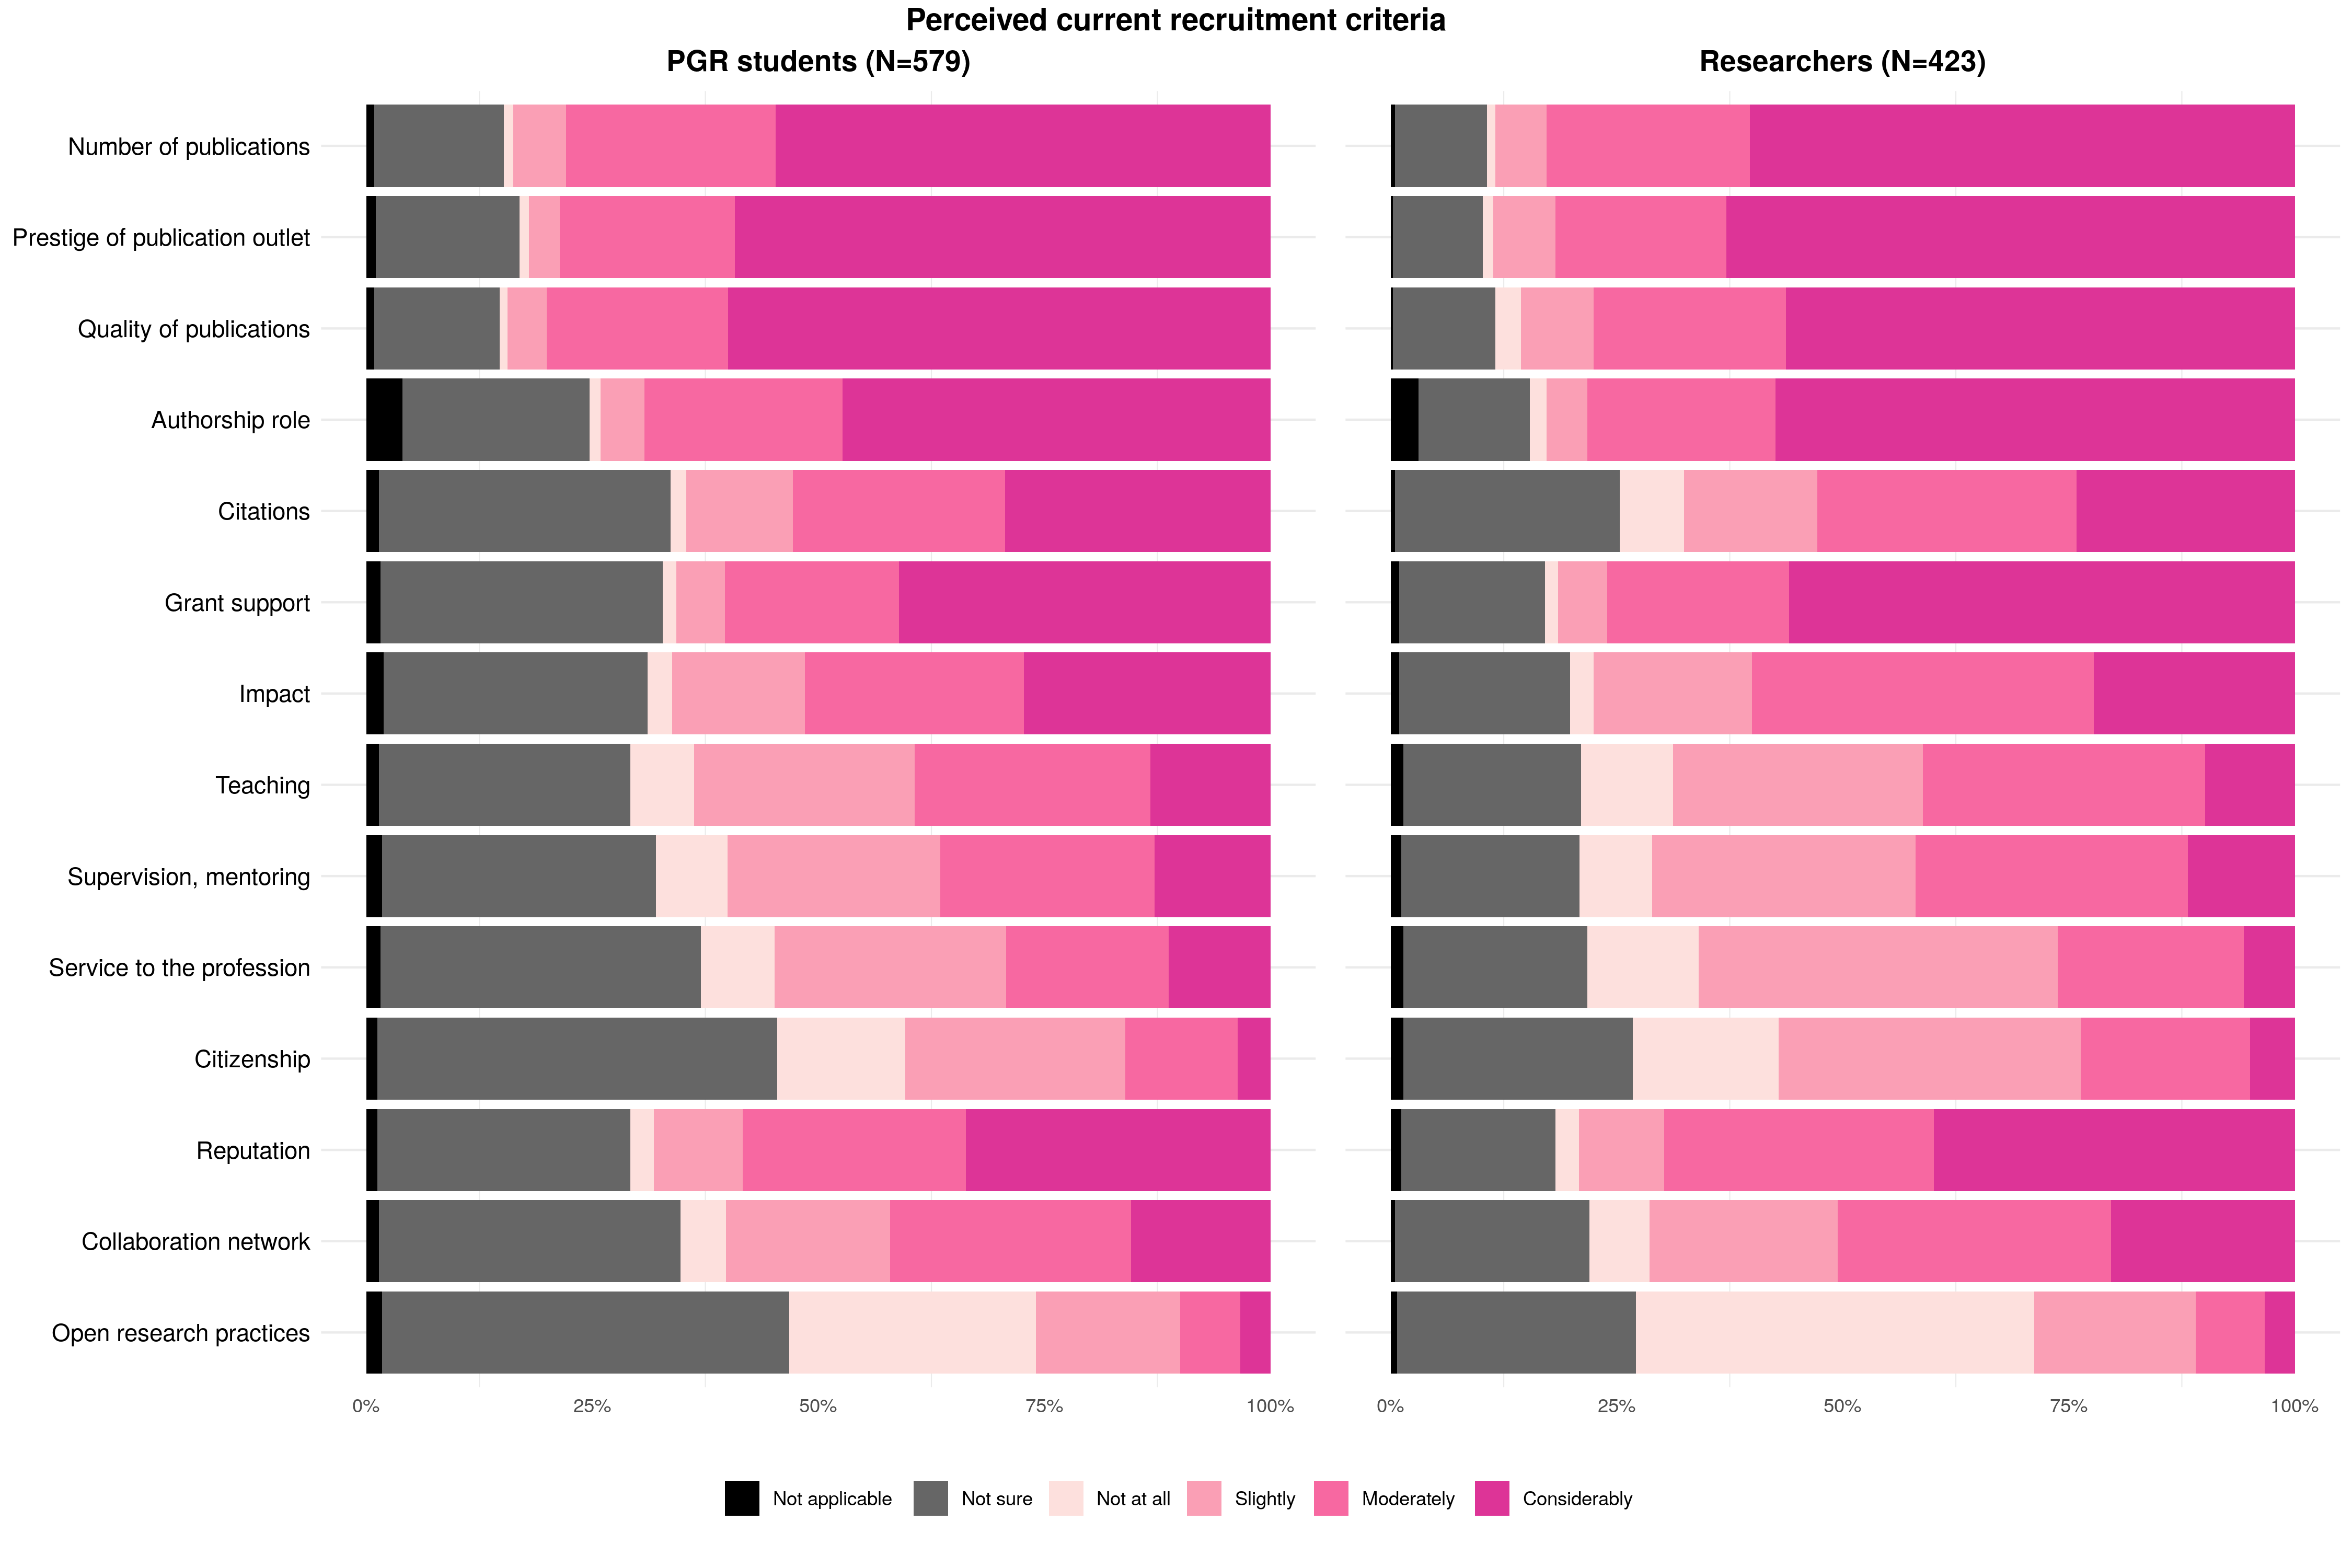 Perceived current recruitment criteria
PGR students (N=579)
Researchers (N=423)
Number of publications
Prestige of publication outlet
Quality of publications
Authorship role
Citations
Grant support
Impact
Teaching
Supervision, mentoring
Service to the profession
Citizenship
Reputation
Collaboration network
Open research practices
0% 25% 50% 75% 100%
0% 25% 50% 75% 100%
Not applicable Not sure Not at all Slightly Moderately Considerably